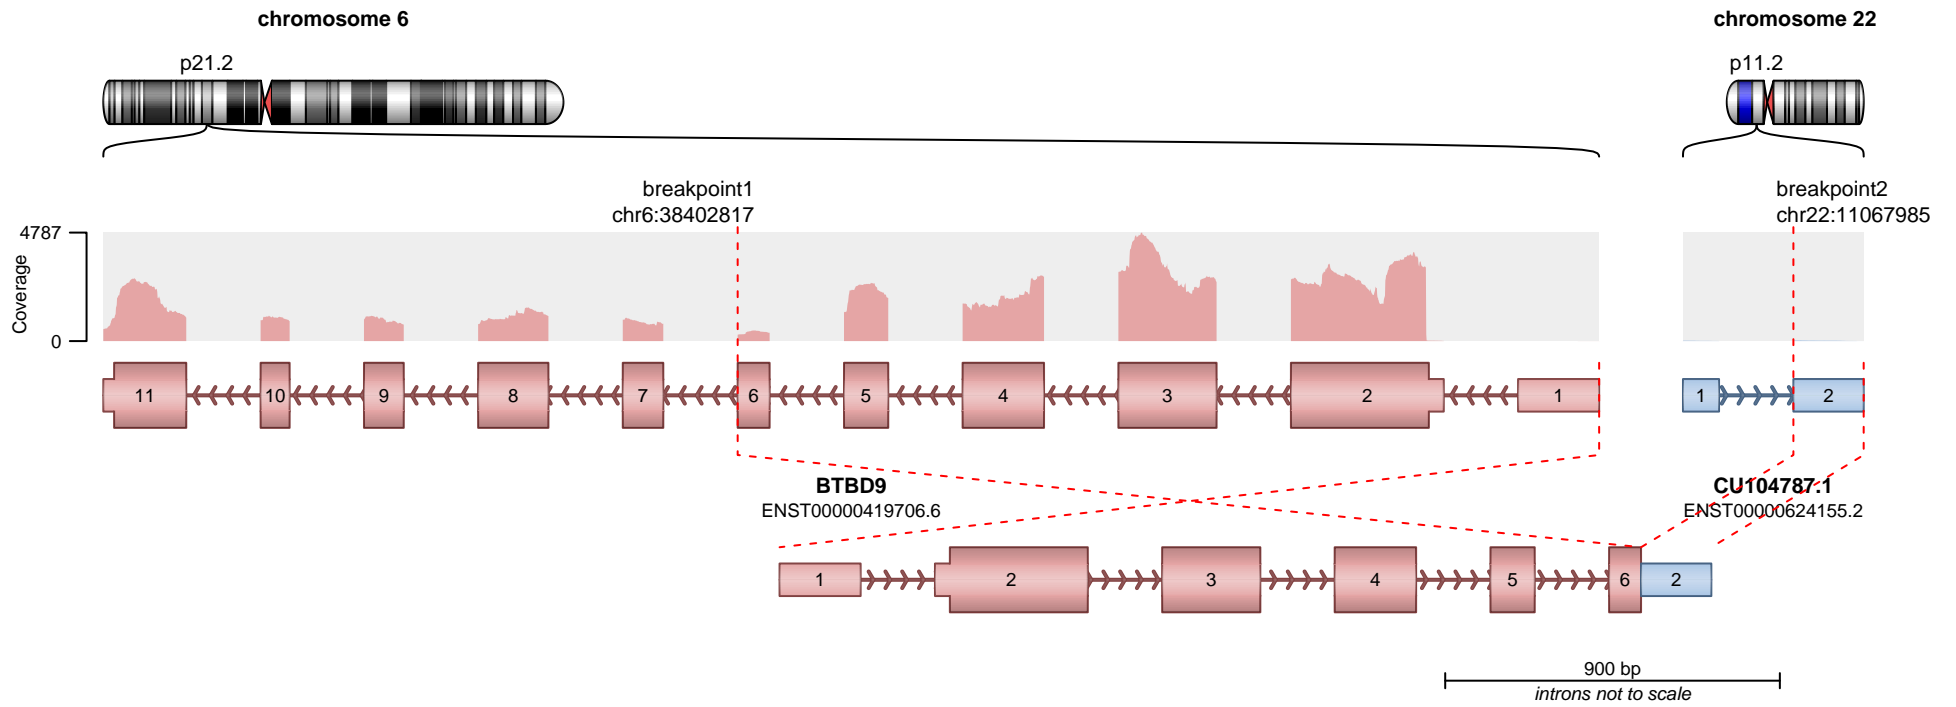 chromosome 6
chromosome 22
p21.2
p11.2
breakpoint1
chr6:38402817
breakpoint2
chr22:11067985
4787
Coverage
0
11 10 9 8 7 6 5 4 3 2 1
1 2
BTBD9
ENST00000419706.6
CU104787.1
ENST00000624155.2
1 2 3 4 5 6 2
900 bp
introns not to scale